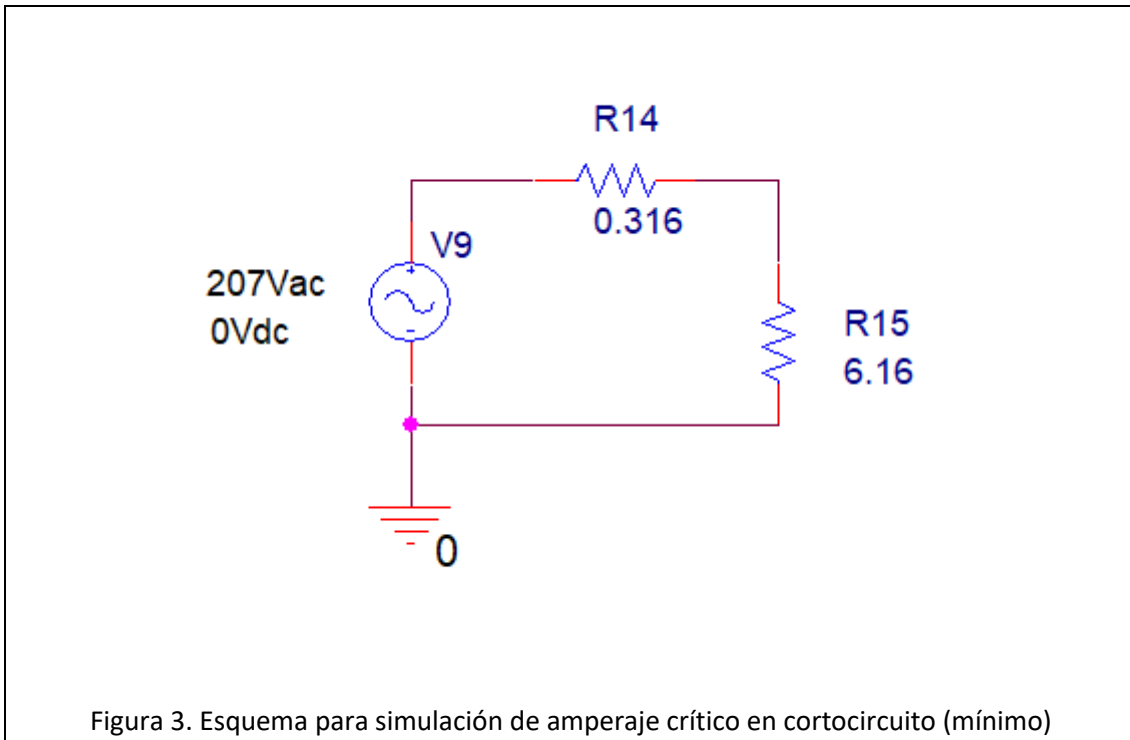 R14
0.316
V9
207Vac
0Vdc
R15
6.16
0
Figura 3. Esquema para simulación de amperaje crítico en cortocircuito (mínimo)